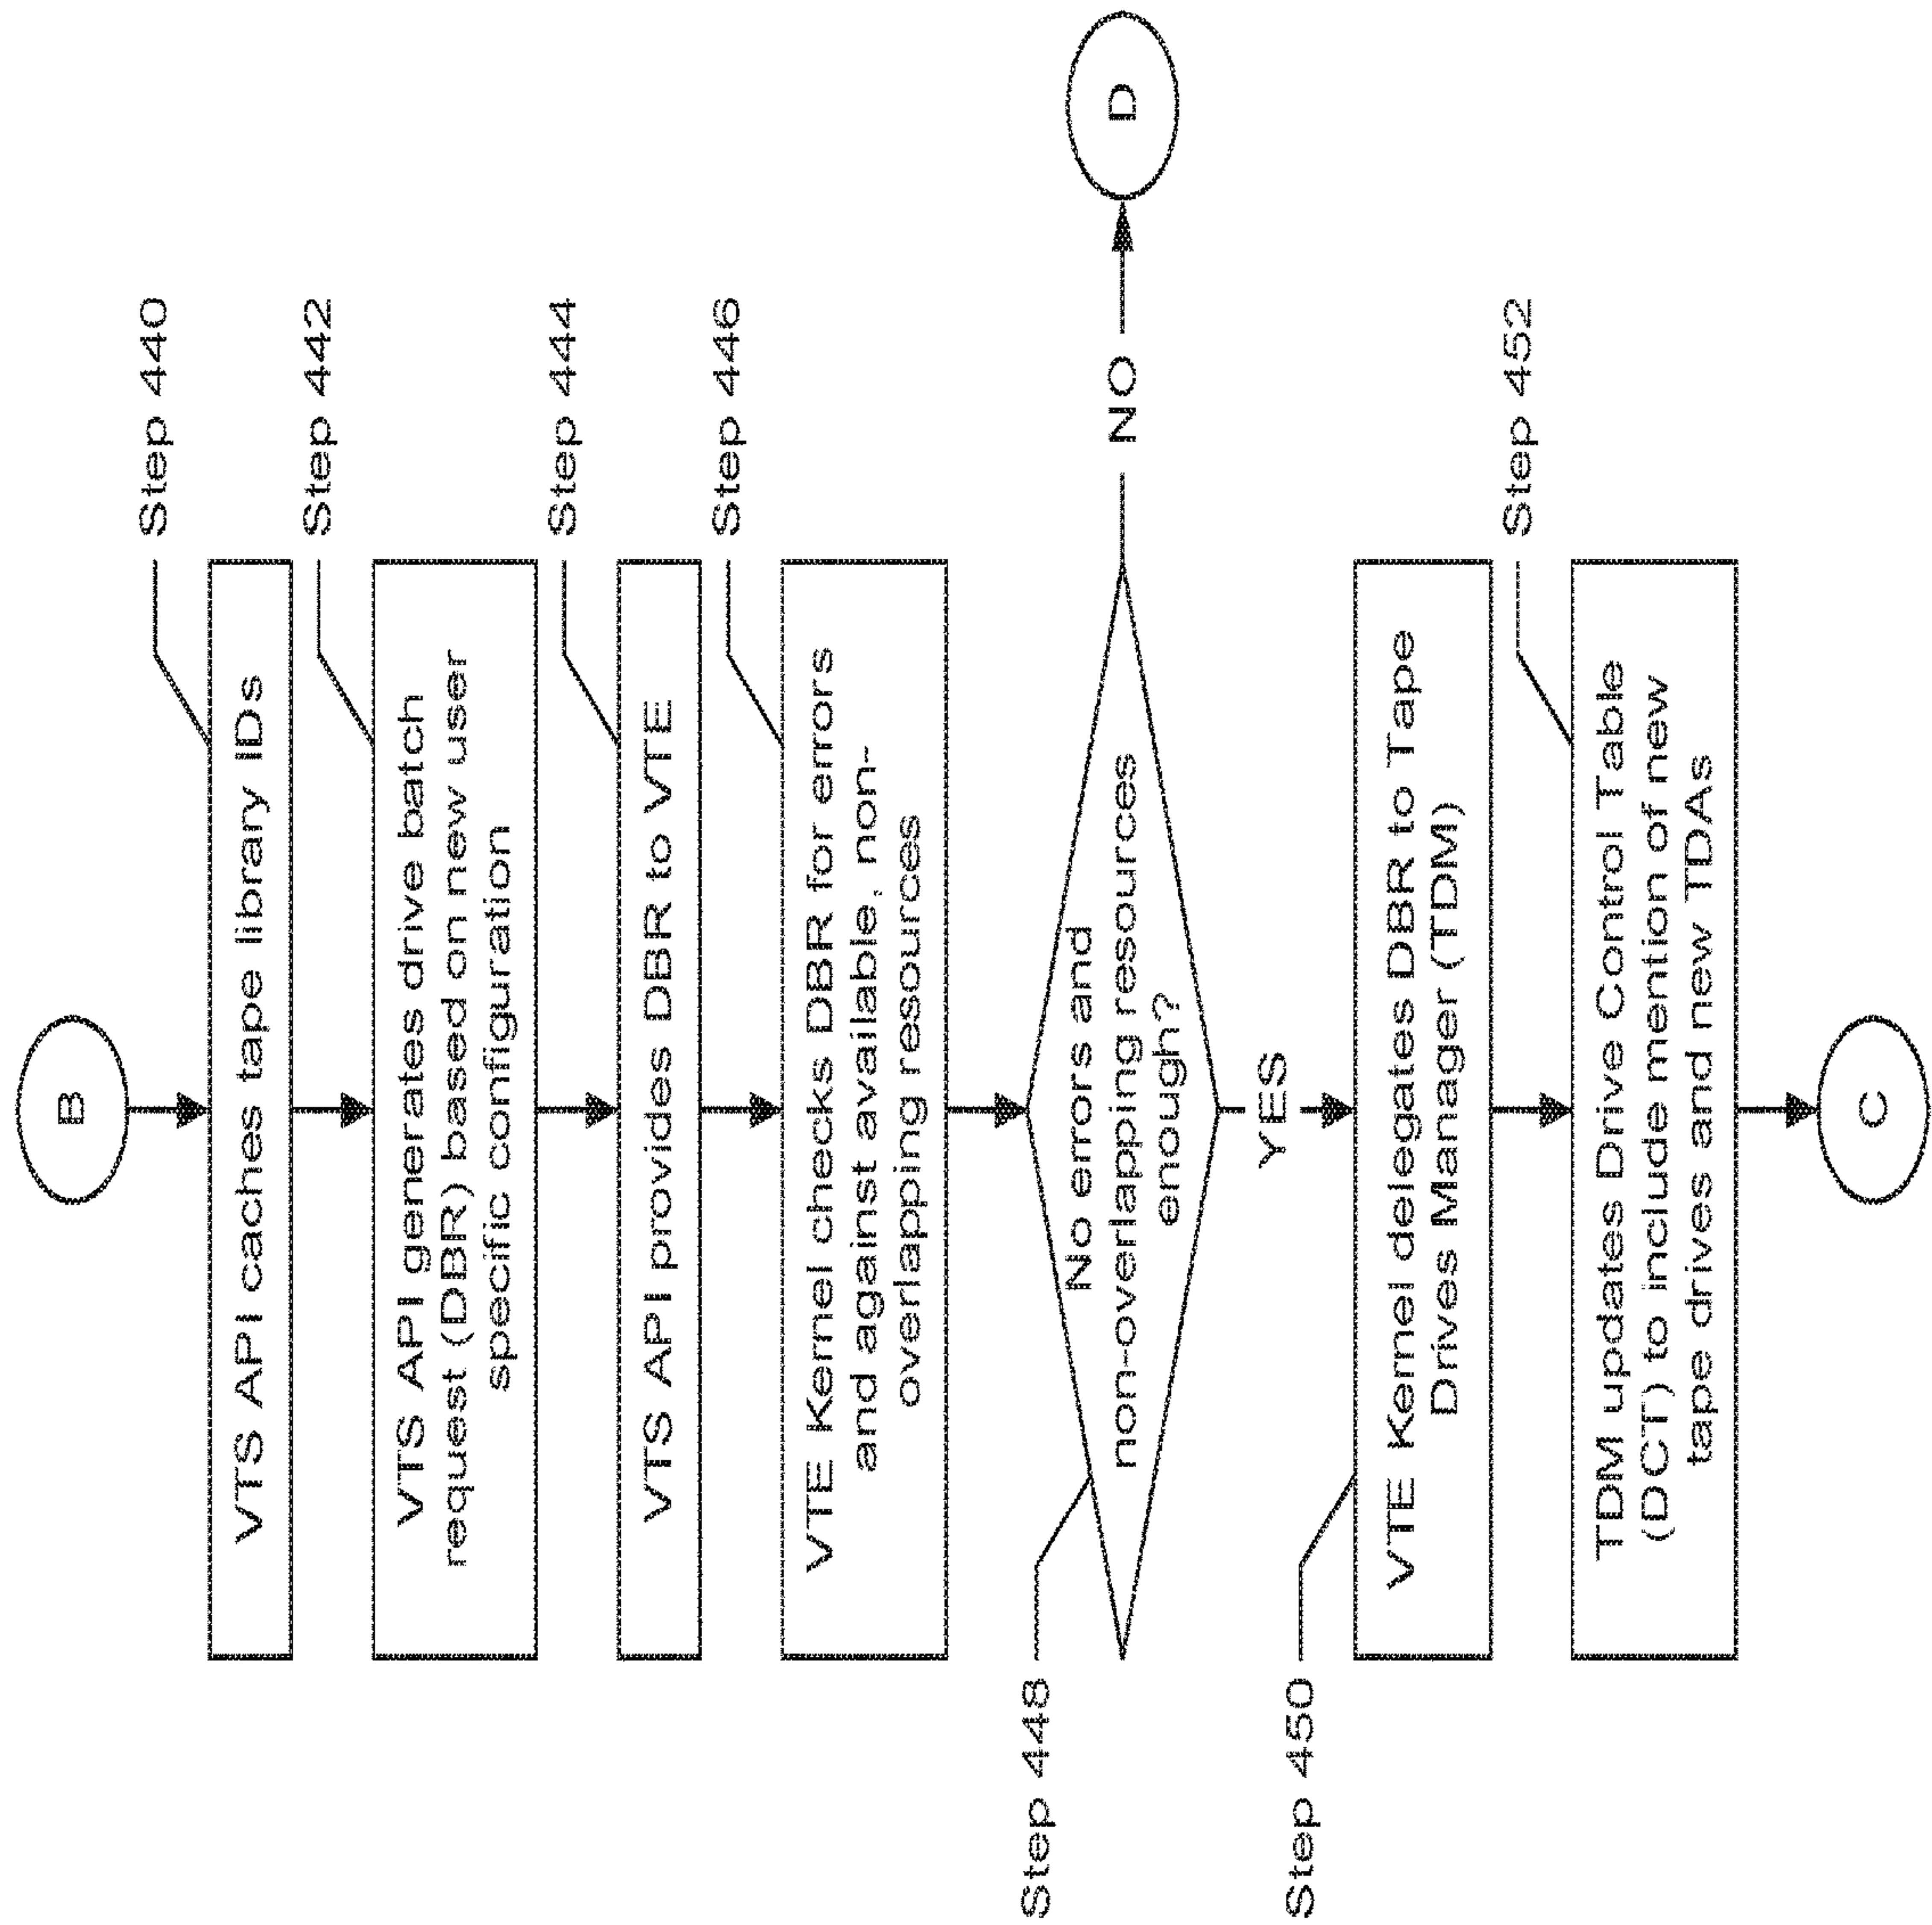 B
Step 440
VTS API caches tape library IDs
Step 442
VTS API generates drive batch
request (DBR) based on new user
specific configuration
Step 444
VTS API provides DBR to VTE
Step 446
VTE Kernel checks DBR for errors
and against available, non-
overlapping resources
Step 448
No errors and
non-overlapping resources
enough?
NO
D
YES
Step 450
VTE Kernel delegates DBR to Tape
Drives Manager (TDM)
Step 452
TDM updates Drive Control Table
(DCT) to include mention of new
tape drives and new TDAs
C